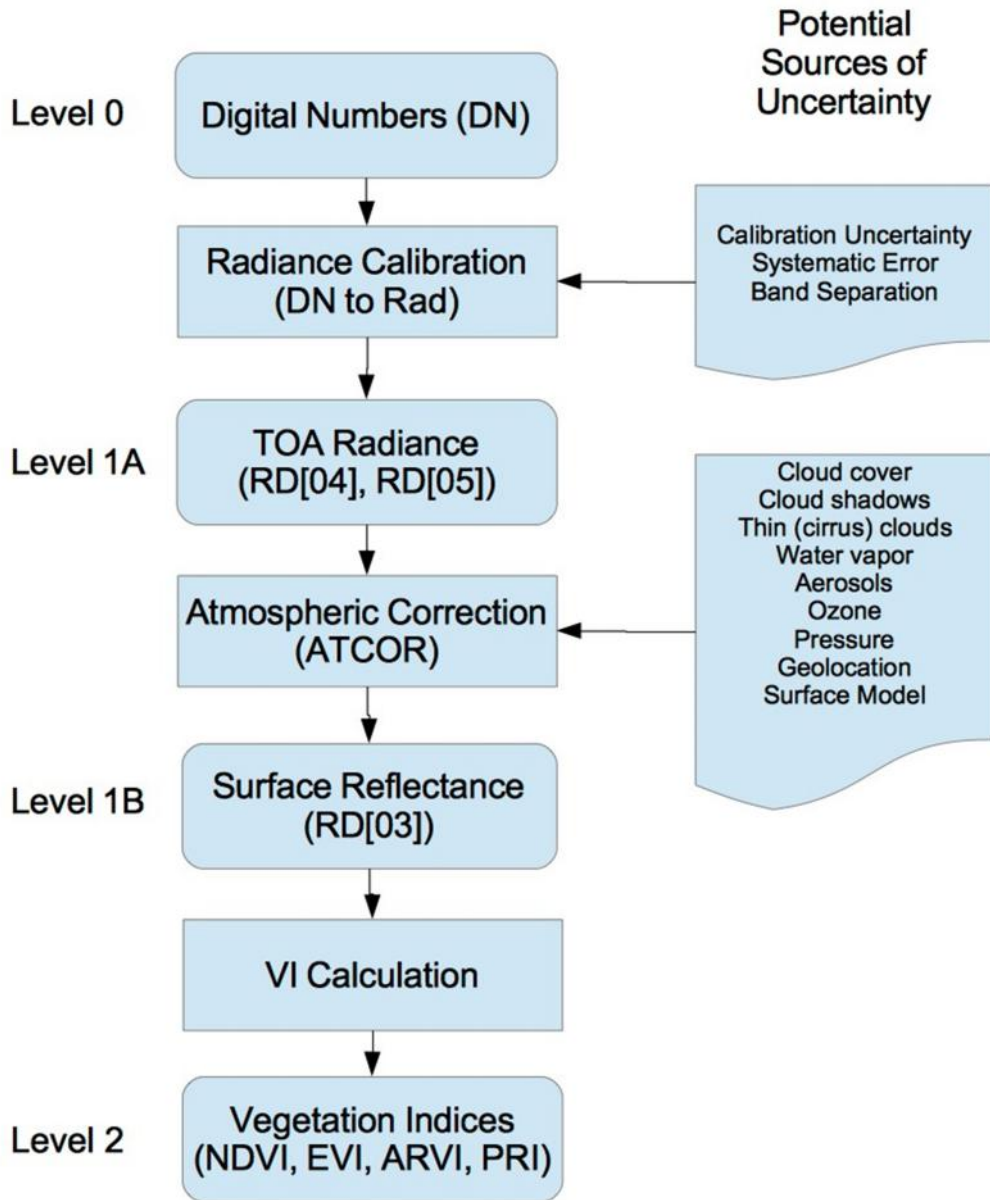 Potential
Sources of
Uncertainty
Level 0
Digital Numbers (DN)
Radiance Calibration
(DN to Rad)
Calibration Uncertainty
Systematic Error
Band Separation
Level 1A
TOA Radiance
(RD[04], RD[05])
Atmospheric Correction
(ATCOR)
Cloud cover
Cloud shadows
Thin (cirrus) clouds
Water vapor
Aerosols
Ozone
Pressure
Geolocation
Surface Model
Level 1B
Surface Reflectance
(RD[03])
VI Calculation
Level 2
Vegetation Indices
(NDVI, EVI, ARVI, PRI)